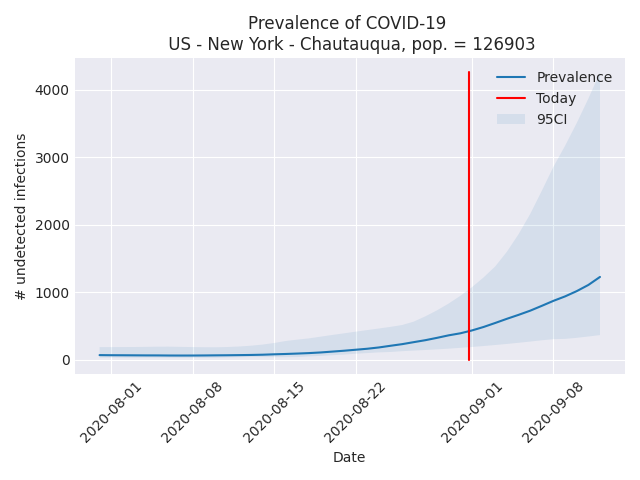 Prevalence of COVID-19
US - New York - Chautauqua, pop. = 126903
Prevalence
Today
95CI
# undetected infections
4000
3000
2000
1000
0
2020-08-01
2020-08-08
2020-08-15
2020-08-22
2020-09-01
2020-09-08
Date